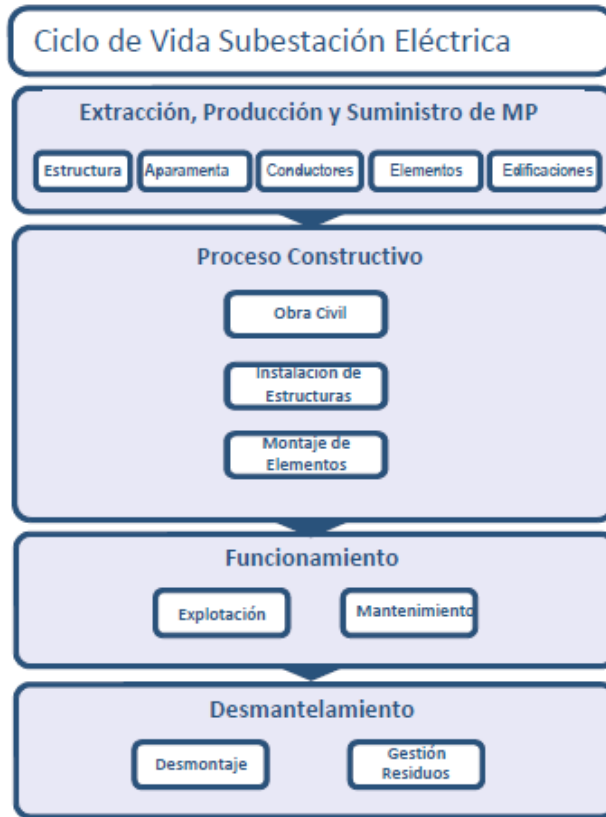 Ciclo de Vida Subestación Eléctrica
Extracción, Producción y Suministro de MP
Estructura
Aparamenta
Conductores
Elementos
Edificaciones
Proceso Constructivo
Obra Civil
Instalación de
Estructuras
Montaje de
Elementos
Funcionamiento
Explotación
Mantenimiento
Desmantelamiento
Desmontaje
Gestión
Residuos